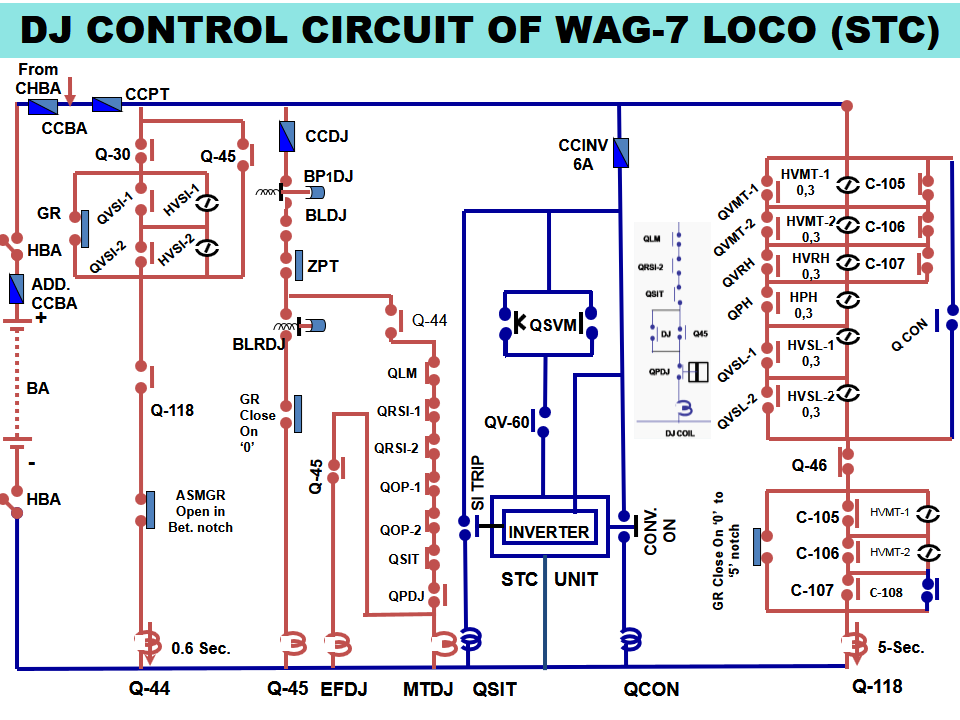 DJ CONTROL CIRCUIT OF WAG-7 LOCO (STC)
From
CHBA
CCBA
CCPT
Q-30
Q-45
GR
QVSI-1
HVSI-1
QVSI-2
HVSI-2
HBA
ADD.
CCBA
+
BA
-
HBA
Q-118
ASMGR
Open in
Bet. notch
0.6 Sec.
Q-44
CCDJ
BP1DJ
BLDJ
ZPT
BLRDJ
Q-44
GR
Close
On
‘0’
Q-45
QLM
QRSI-1
QRSI-2
QOP-1
QOP-2
QSIT
QPDJ
Q-45
EFDJ
MTDJ
CCINV
6A
QSVM
QV-60
SI TRIP
INVERTER
CONV.
ON
STC UNIT
QSIT
QCON
QLM
QRSI-2
QSIT
DJ
Q45
QPDJ
DJ COIL
QVMT-1
HVMT-1
0,3
C-105
QVMT-2
HVMT-2
0,3
C-106
QVRH
HVRH
0,3
C-107
QPH
HPH
0,3
QVSL-1
HVSL-1
0,3
QVSL-2
HVSL-2
0,3
Q CON
Q-46
GR Close On ‘0’ to
‘5’ notch
C-105
HVMT-1
C-106
HVMT-2
C-107
C-108
5-Sec.
Q-118